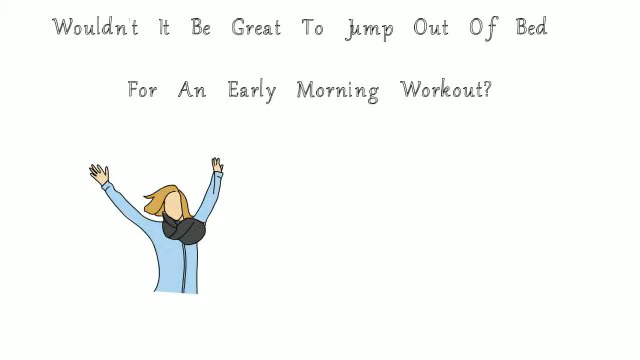 Wouldn't It Be Great To Jump Out Of Bed
For An Early Morning Workout?